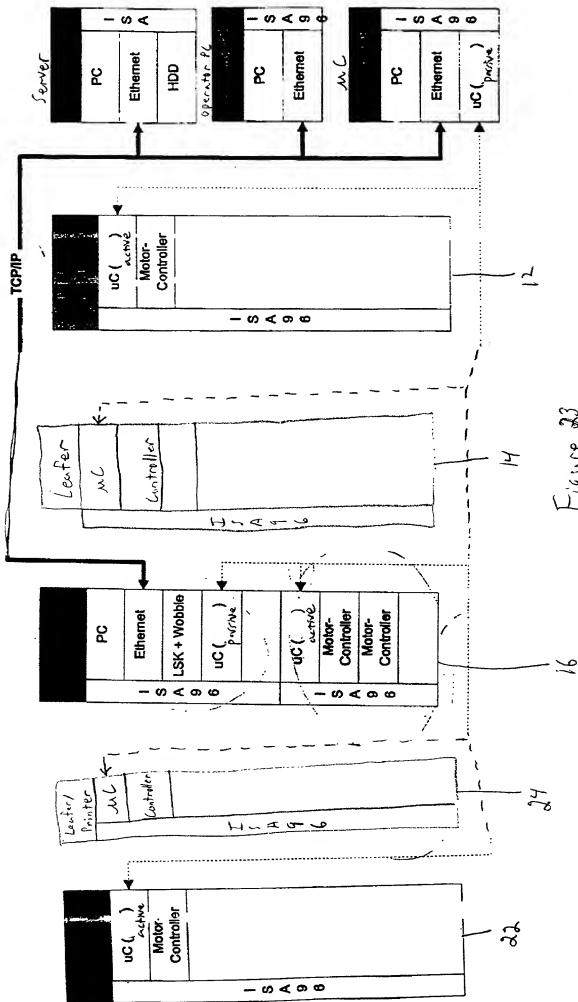 TCP/IP
Server
PC
Ethernet
HDD
I S A
Operator PC
PC
Ethernet
I S A 9 6
μC
PC
Ethernet
uC (passive)
I S A 9 6
uC (active)
Motor-
Controller
I S A 9 6
12
Leafer
μC
Controller
I S A 9 6
14
PC
Ethernet
LSK + Wobble
uC (passive)
I S A 9 6
uC (active)
Motor-
Controller
Motor-
Controller
I S A 9 6
16
Leafer/
Printer
μC
Controller
I S A 9 6
24
uC (active)
Motor-
Controller
I S A 9 6
22
Figure 23